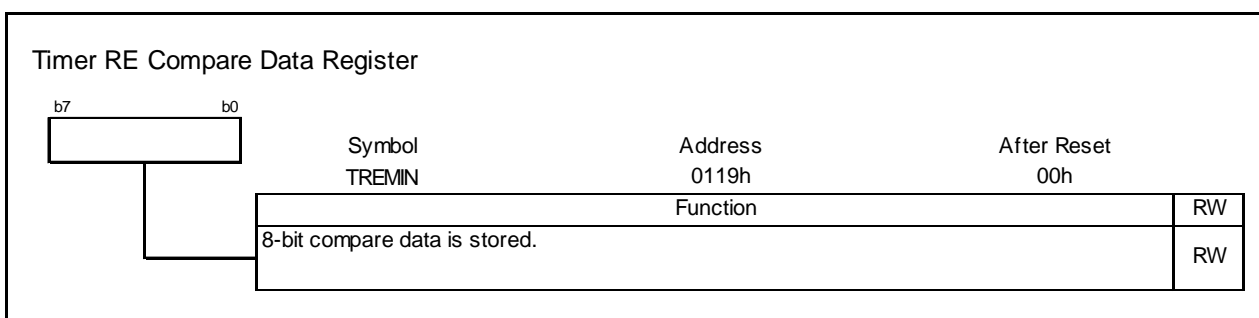 Timer RE Compare Data Register
b7 b0
Symbol Address After Reset
TREMIN 0119h 00h
Function RW
8-bit compare data is stored. RW